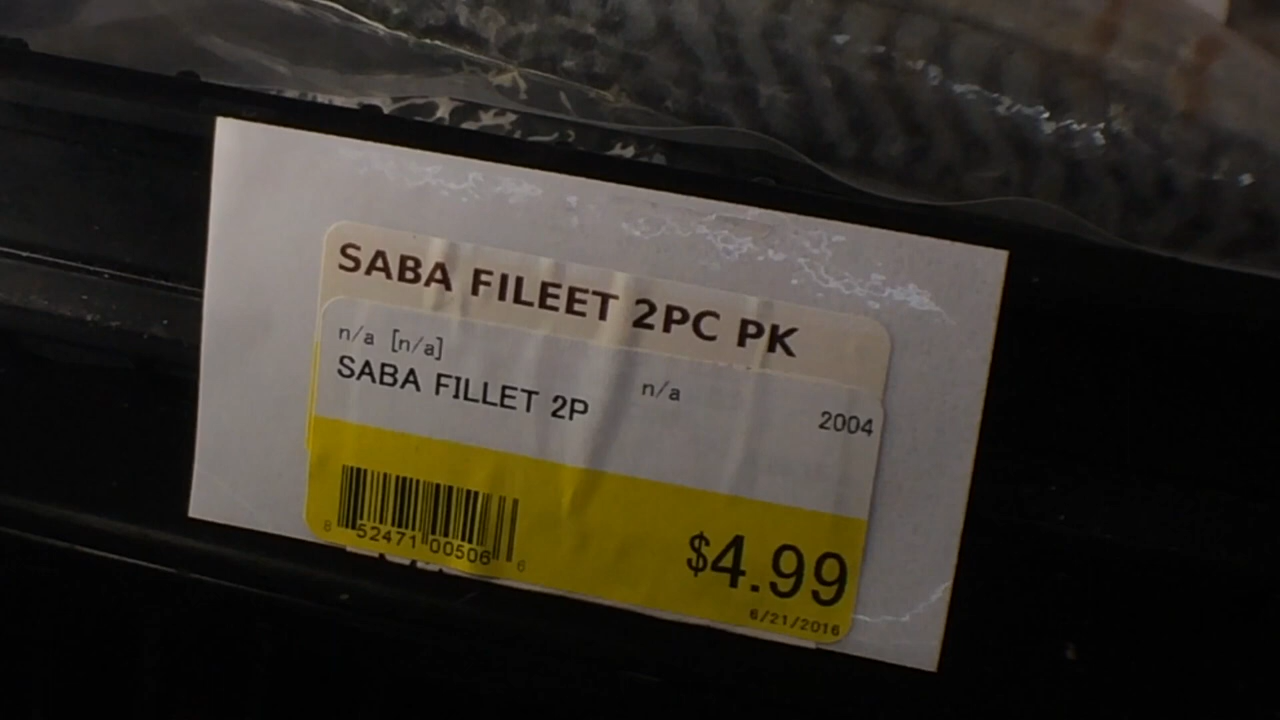 SABA FILEET 2PC PK
n/a [n/a]
n/a
SABA FILLET 2P
2004
8 52471 00506 6
$4.99
6/21/2016